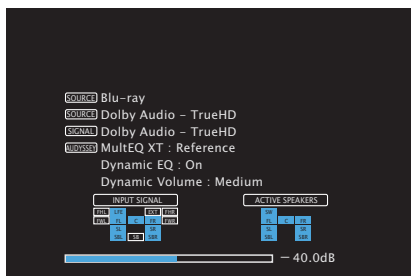 SOURCE Blu-ray
SOURCE Dolby Audio - TrueHD
SIGNAL Dolby Audio - TrueHD
AUDYSSEY MultEQ XT : Reference
Dynamic EQ : On
Dynamic Volume : Medium
INPUT SIGNAL ACTIVE SPEAKERS
FHL LFE EXT FHR SW
FWL FL C FR FWR FL C FR
SL SR SL SR
SBL SB SBR SBL SBR
-40.0dB